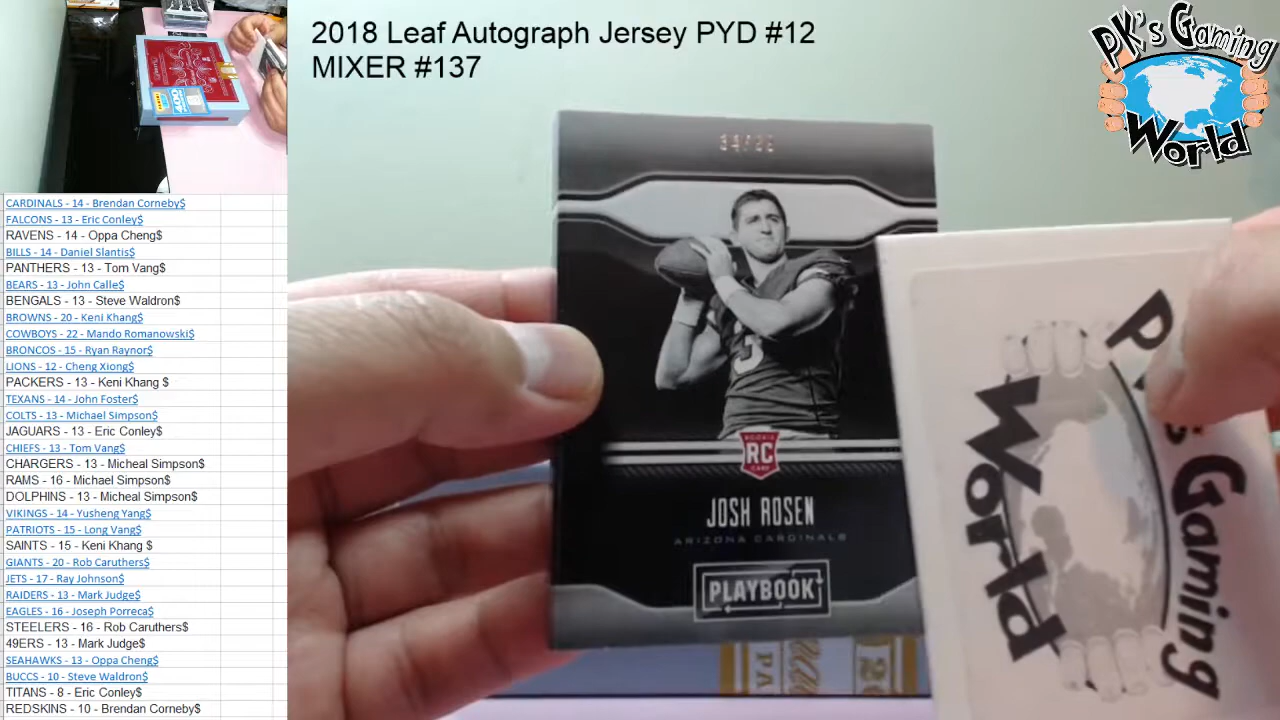 2018 Leaf Autograph Jersey PYD #12
MIXER #137
PK's Gaming
World
CARDINALS - 14 - Brendan Corneby$
FALCONS - 13 - Eric Conley$
RAVENS - 14 - Oppa Cheng$
BILLS - 14 - Daniel Slantis$
PANTHERS - 13 - Tom Vang$
BEARS - 13 - John Calle$
BENGALS - 13 - Steve Waldron$
BROWNS - 20 - Keni Khang$
COWBOYS - 22 - Mando Romanowski$
BRONCOS - 15 - Ryan Raynor$
LIONS - 12 - Cheng Xiong$
PACKERS - 13 - Keni Khang $
TEXANS - 14 - John Foster$
COLTS - 13 - Michael Simpson$
JAGUARS - 13 - Eric Conley$
CHIEFS - 13 - Tom Vang$
CHARGERS - 13 - Micheal Simpson$
RAMS - 16 - Michael Simpson$
DOLPHINS - 13 - Micheal Simpson$
VIKINGS - 14 - Yusheng Yang$
PATRIOTS - 15 - Long Vang$
SAINTS - 15 - Keni Khang $
GIANTS - 20 - Rob Caruthers$
JETS - 17 - Ray Johnson$
RAIDERS - 13 - Mark Judge$
EAGLES - 16 - Joseph Porreca$
STEELERS - 16 - Rob Caruthers$
49ERS - 13 - Mark Judge$
SEAHAWKS - 13 - Oppa Cheng$
BUCCS - 10 - Steve Waldron$
TITANS - 8 - Eric Conley$
REDSKINS - 10 - Brendan Corneby$
3
ROOKIE
RC
CARD
JOSH ROSEN
ARIZONA CARDINALS
PLAYBOOK
Gaming
World